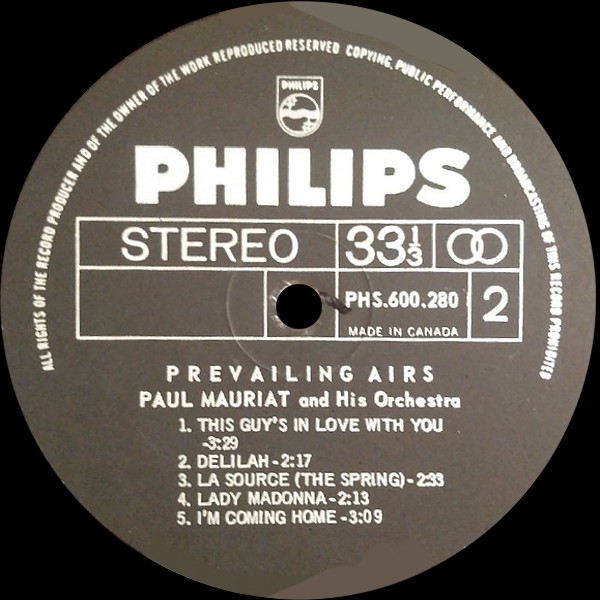 ALL RIGHTS OF THE RECORD PRODUCER AND OF THE OWNER OF THE WORK REPRODUCED RESERVED COPYING, PUBLIC PERFORMANCE AND BROADCASTING OF THIS RECORD PROHIBITED
PHILIPS
PHILIPS
STEREO 33 1/3
PHS.600.280 2
MADE IN CANADA
PREVAILING AIRS
PAUL MAURIAT and His Orchestra
1. THIS GUY'S IN LOVE WITH YOU
-3:29
2. DELILAH-2:17
3. LA SOURCE (THE SPRING)-2:33
4. LADY MADONNA-2:13
5. I'M COMING HOME-3:09